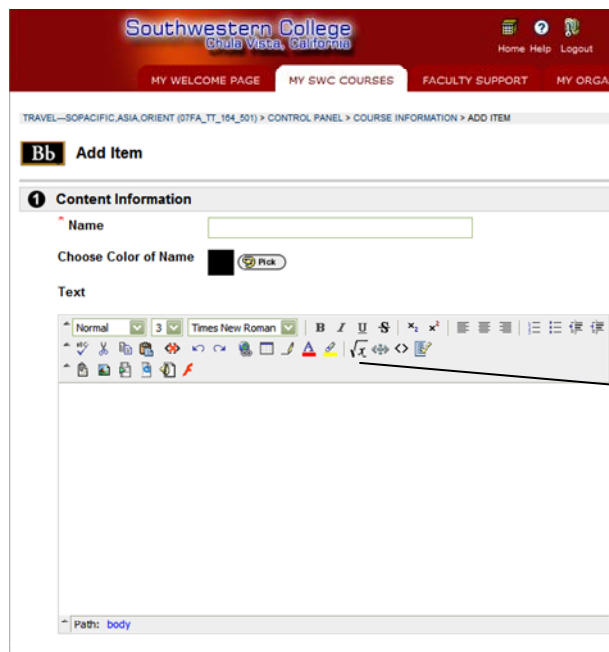 Southwestern College
Chula Vista, California
Home Help Logout
MY WELCOME PAGE MY SWC COURSES FACULTY SUPPORT MY ORGA
TRAVEL—SOPACIFIC,ASIA,ORIENT (07FA_TT_164_501) > CONTROL PANEL > COURSE INFORMATION > ADD ITEM
Bb Add Item
1 Content Information
* Name
Choose Color of Name Pick
Text
Normal 3 Times New Roman B I U S x₂ x²
√x <>
Path: body